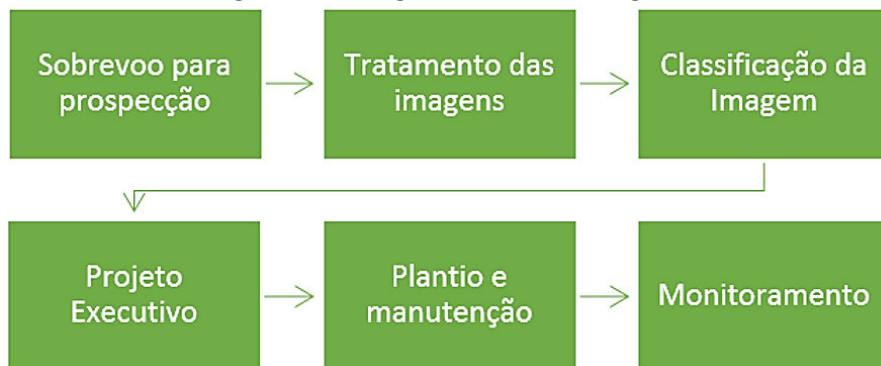 Sobrevoo para
prospecção
Tratamento das
imagens
Classificação da
Imagem
Projeto
Executivo
Plantio e
manutenção
Monitoramento